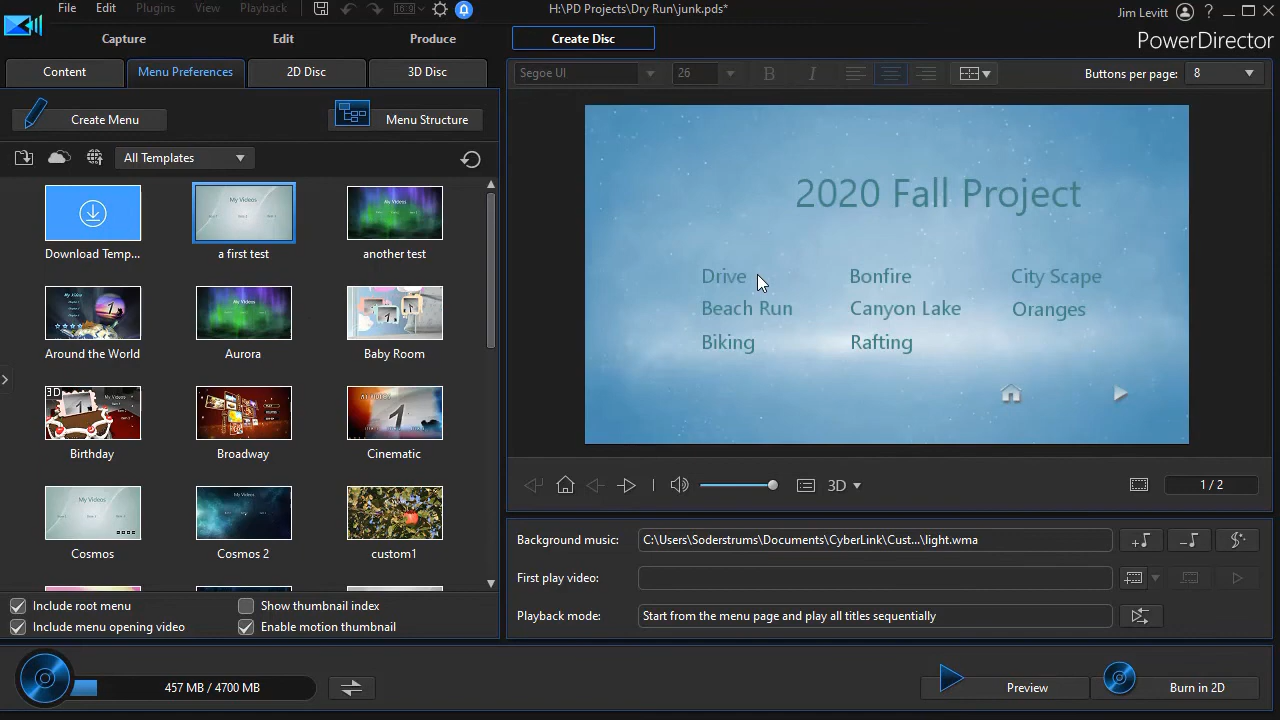 File Edit Plugins View Playback 16:9 H:\PD Projects\Dry Run\junk.pds* Jim Levitt ?
Capture Edit Produce Create Disc PowerDirector
Content Menu Preferences 2D Disc 3D Disc
Segoe UI 26 B I Buttons per page: 8
Create Menu Menu Structure
All Templates
Download Temp... a first test another test
Around the World Aurora Baby Room
Birthday Broadway Cinematic
Cosmos Cosmos 2 custom1
2020 Fall Project
Drive Bonfire City Scape
Beach Run Canyon Lake Oranges
Biking Rafting
3D 1 / 2
Background music: C:\Users\Soderstrums\Documents\CyberLink\Cust...\light.wma
First play video:
Playback mode: Start from the menu page and play all titles sequentially
Include root menu Show thumbnail index
Include menu opening video Enable motion thumbnail
457 MB / 4700 MB Preview Burn in 2D